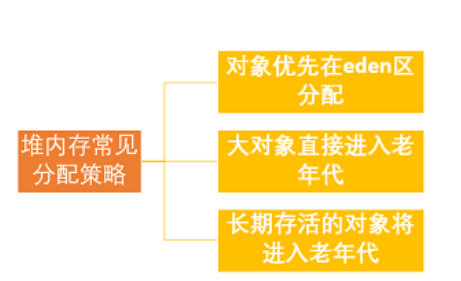 堆内存常见
分配策略
对象优先在eden区
分配
大对象直接进入老
年代
长期存活的对象将
进入老年代